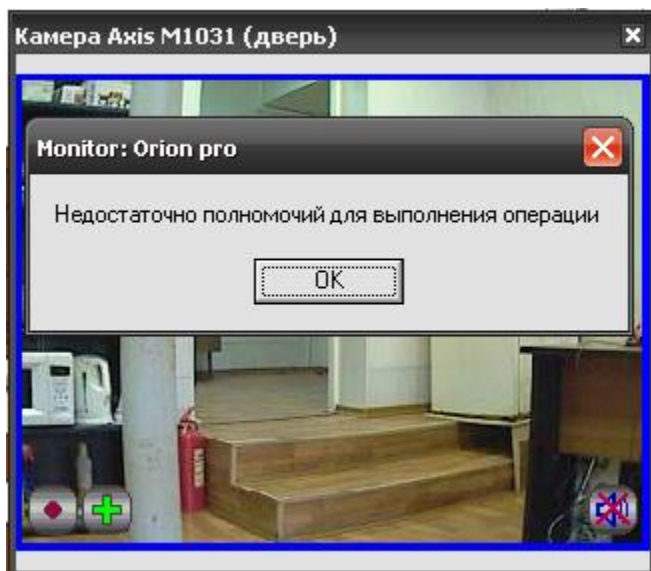 Камера Axis M1031 (дверь)
Monitor: Orion pro
Недостаточно полномочий для выполнения операции
OK